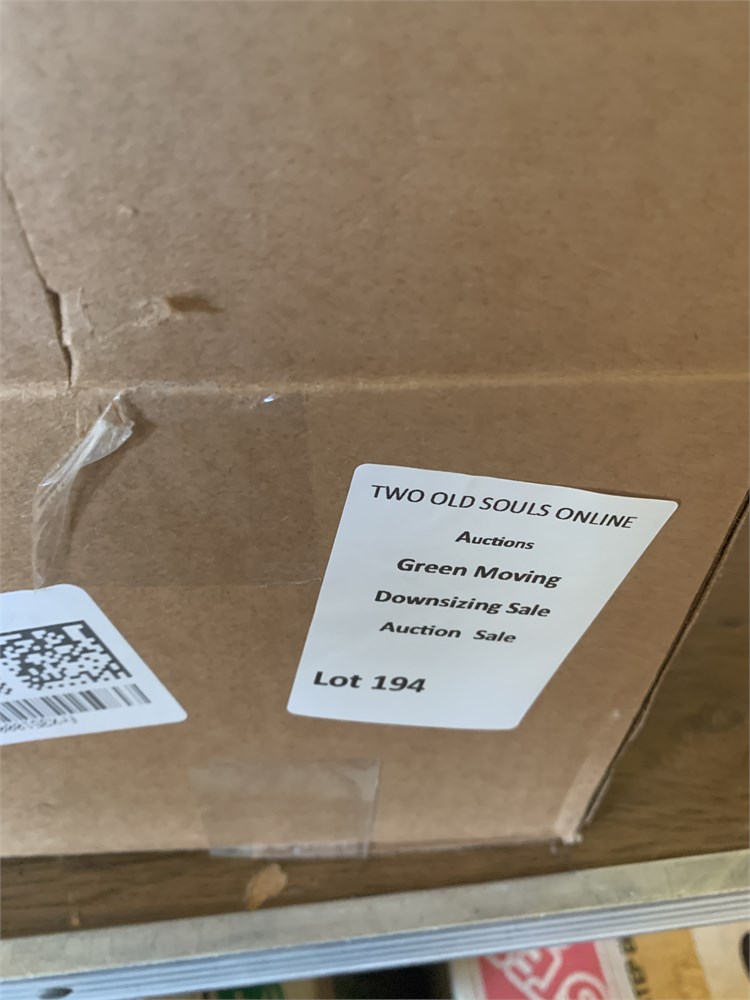 TWO OLD SOULS ONLINE
Auctions
Green Moving
Downsizing Sale
Auction Sale
Lot 194